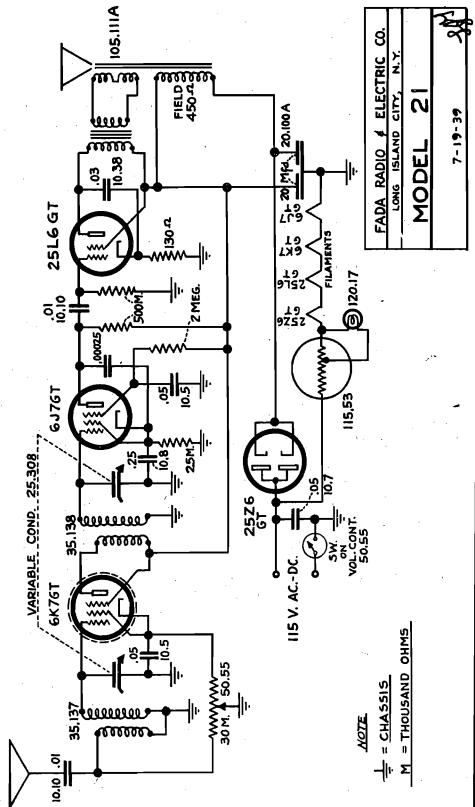 105.111A
FIELD
450Ω
.03
10.38
25L6 GT
130Ω
.01
10.10
500M.
2 MEG.
.00025
6J7GT
.05
10.5
.25
10.8
25M.
VARIABLE COND. 25.308
35.138
6K7GT
.05
10.5
35.137
10.10 .01
30 M. 50.55
20.100A
20 Mfd.
6J7
GT
6K7
GT
25L6
GT
25Z6
GT
FILAMENTS
120.17
115.53
25Z6
GT
.05
10.7
115 V. AC.-DC.
SW.
ON
VOL. CONT.
50.55
NOTE
= CHASSIS
M = THOUSAND OHMS
FADA RADIO & ELECTRIC CO.
LONG ISLAND CITY, N.Y.
MODEL 21
7-19-39